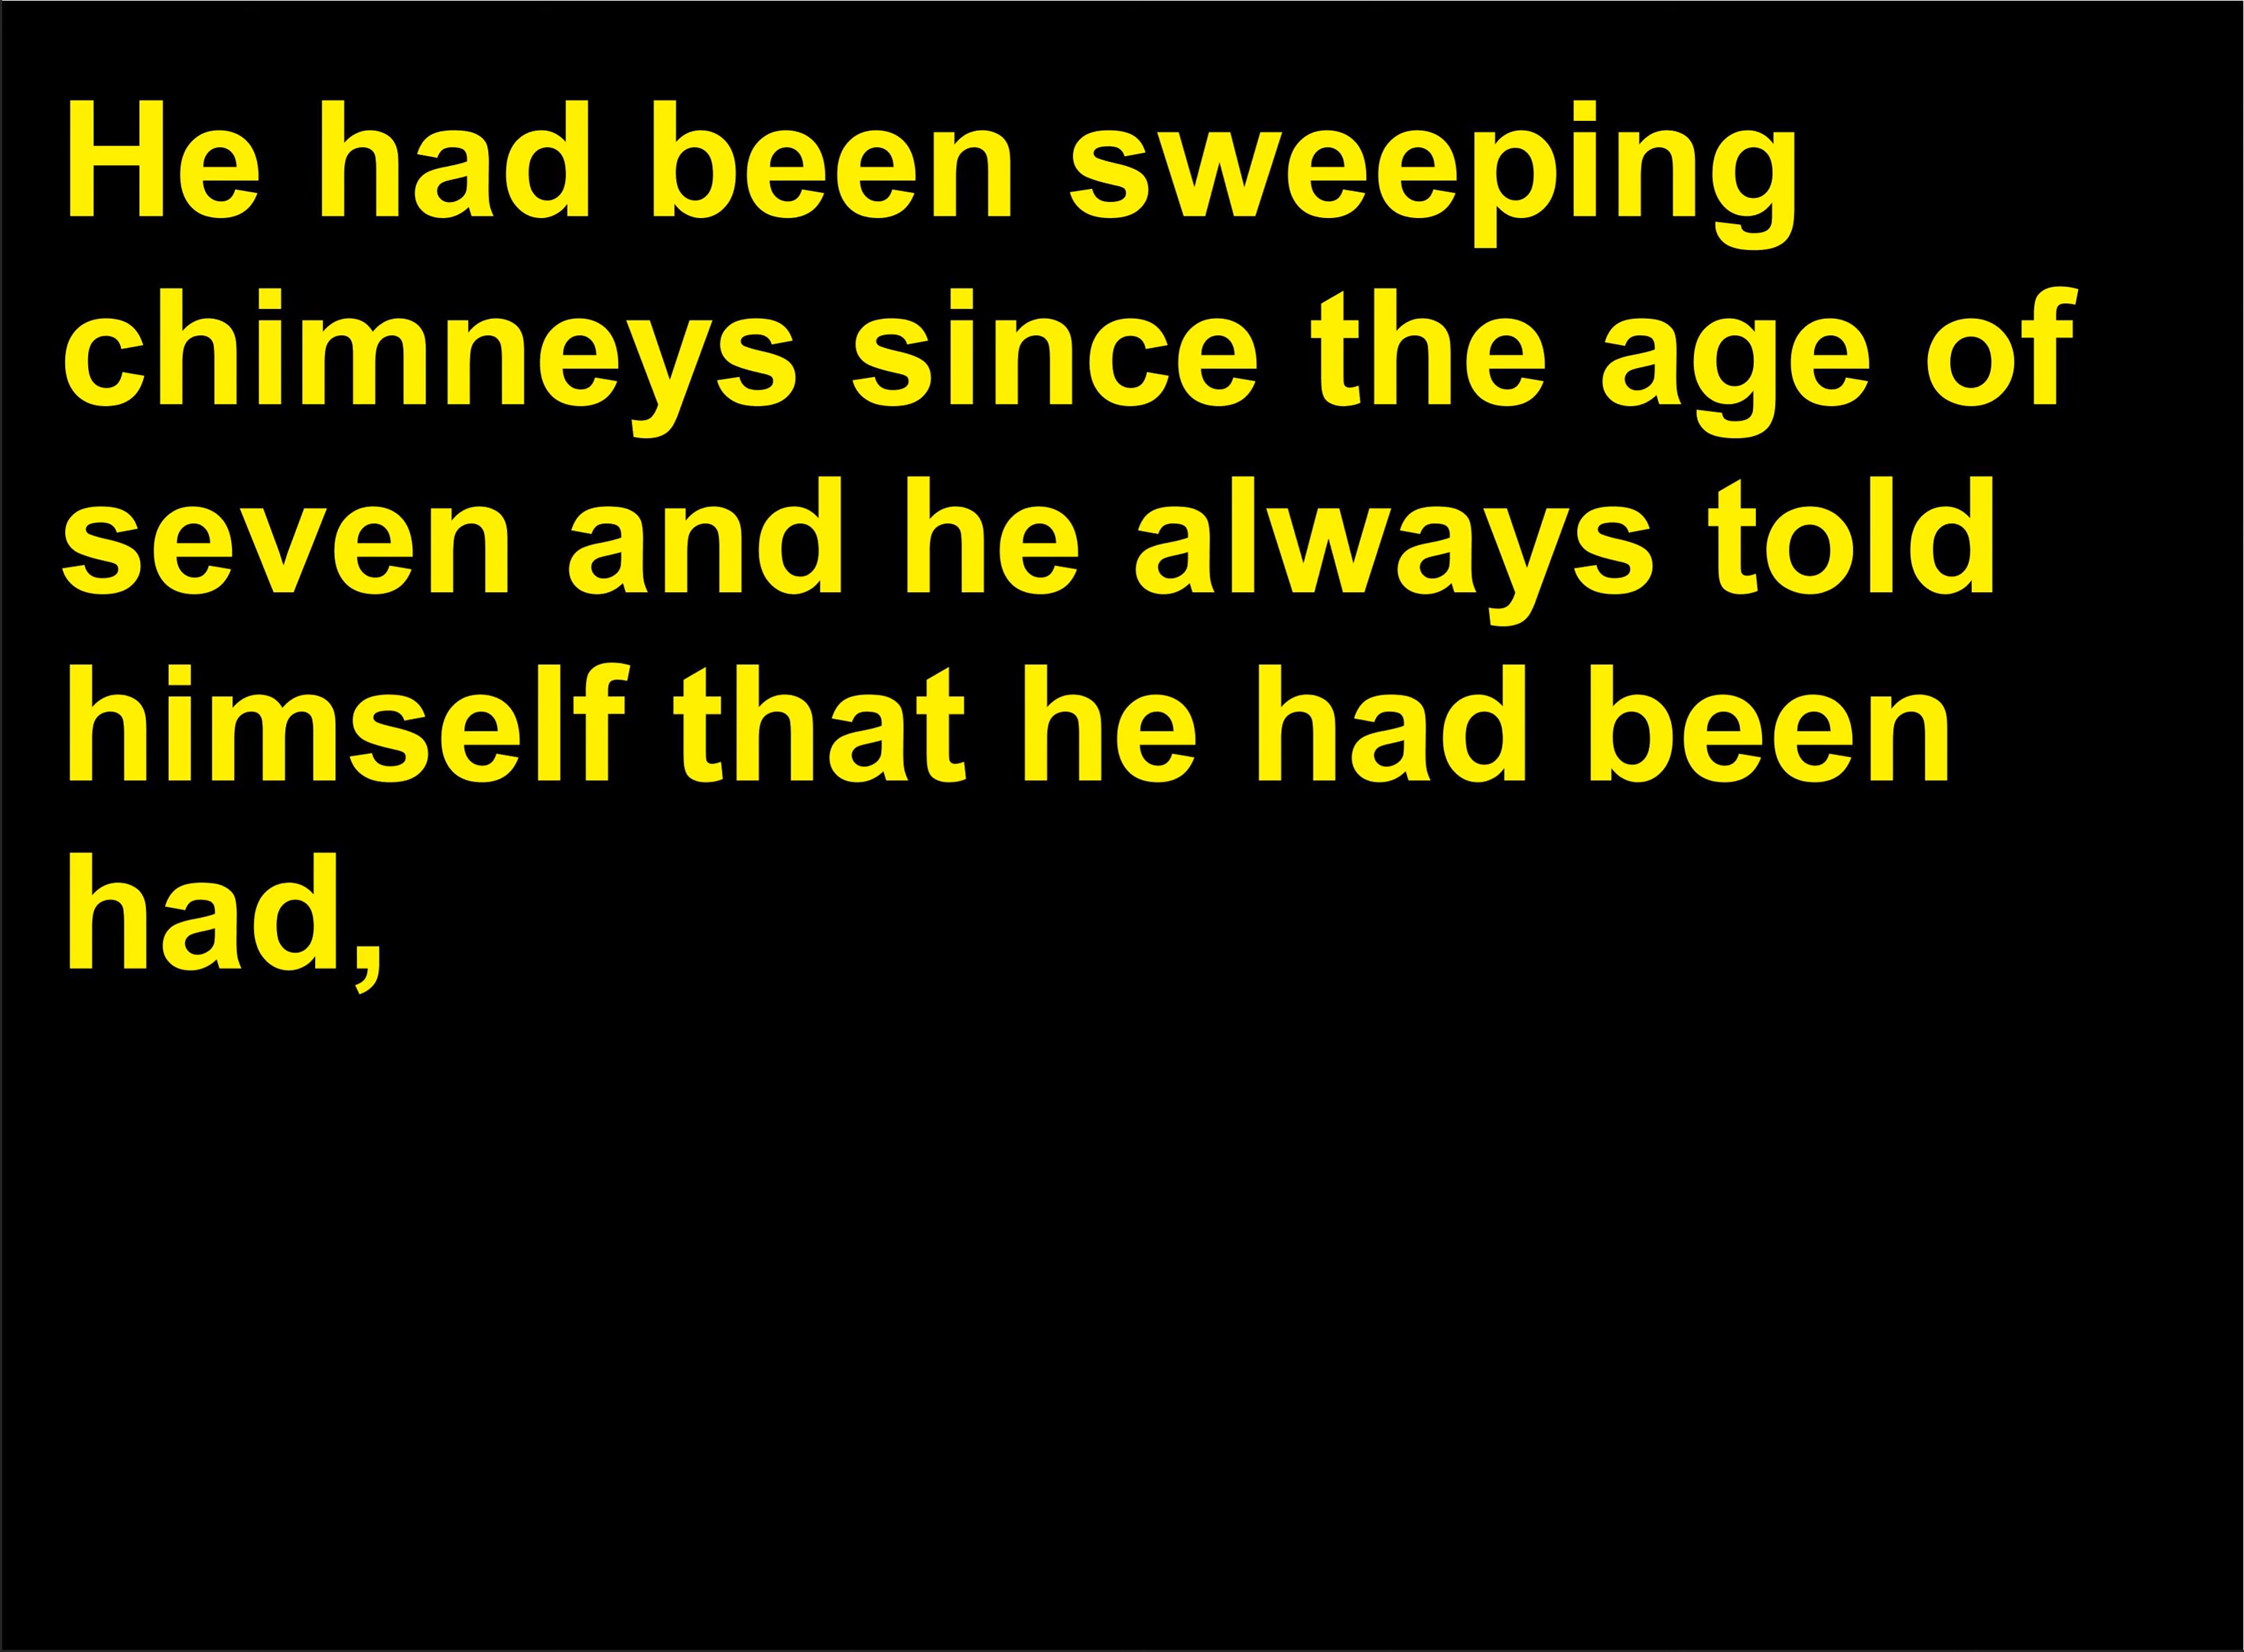 He had been sweeping
chimneys since the age of
seven and he always told
himself that he had been
had,